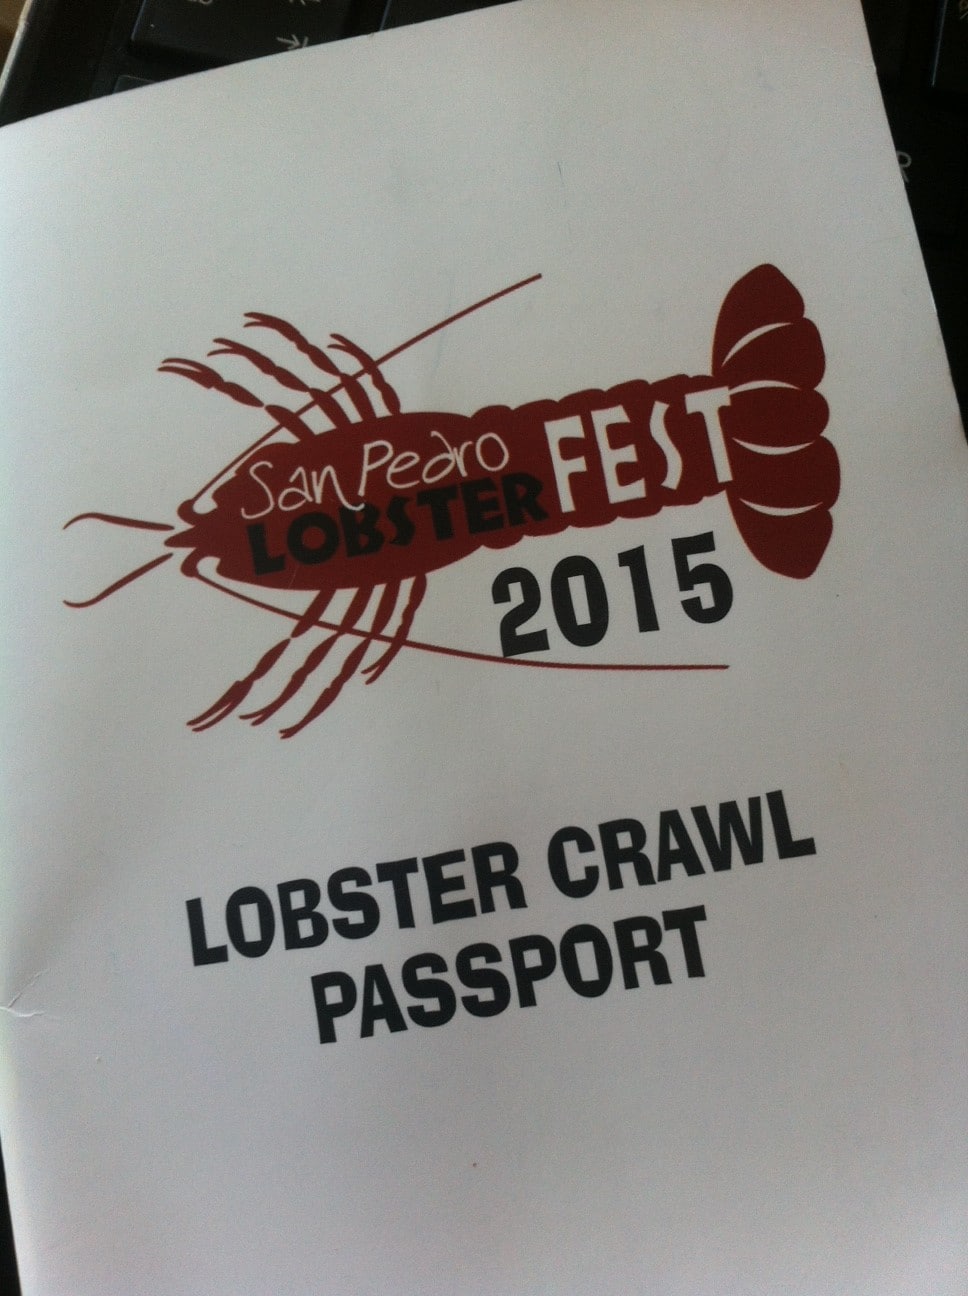 San Pedro
LOBSTER FEST
2015
LOBSTER CRAWL
PASSPORT